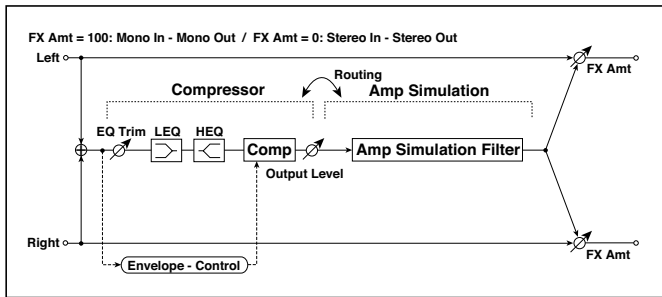 FX Amt = 100: Mono In - Mono Out / FX Amt = 0: Stereo In - Stereo Out
Left
FX Amt
Routing
Compressor
Amp Simulation
EQ Trim
LEQ
HEQ
Comp
Output Level
Amp Simulation Filter
Right
FX Amt
Envelope - Control